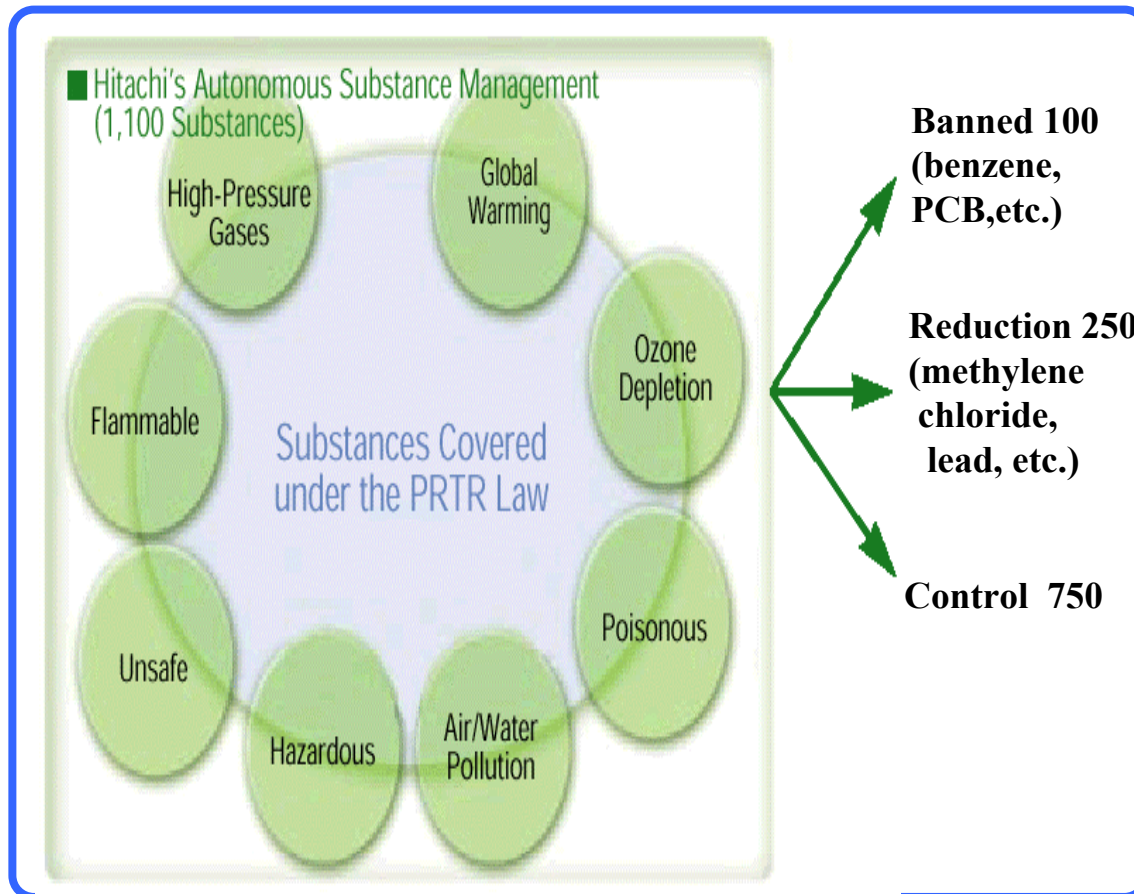 ■ Hitachi's Autonomous Substance Management
(1,100 Substances)
High-Pressure
Gases
Global
Warming
Ozone
Depletion
Flammable
Substances Covered
under the PRTR Law
Poisonous
Unsafe
Hazardous
Air/Water
Pollution
Banned 100
(benzene,
PCB,etc.)
Reduction 250
(methylene
chloride,
lead, etc.)
Control 750